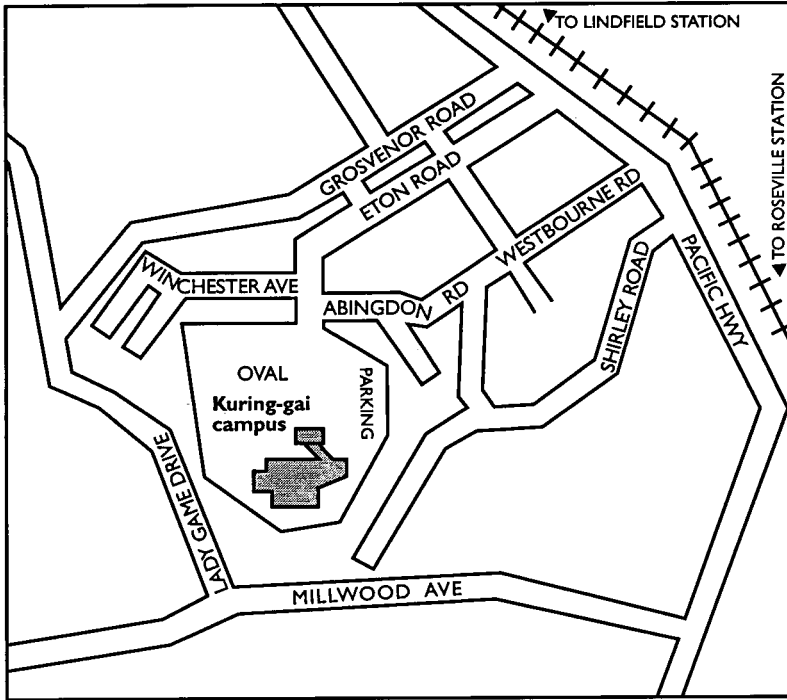 TO LINDFIELD STATION
TO ROSEVILLE STATION
GROSVENOR ROAD
ETON ROAD
WESTBOURNE RD
WINCHESTER AVE
ABINGDON RD
SHIRLEY ROAD
PACIFIC HWY
OVAL
Kuring-gai
campus
PARKING
LADY GAME DRIVE
MILLWOOD AVE